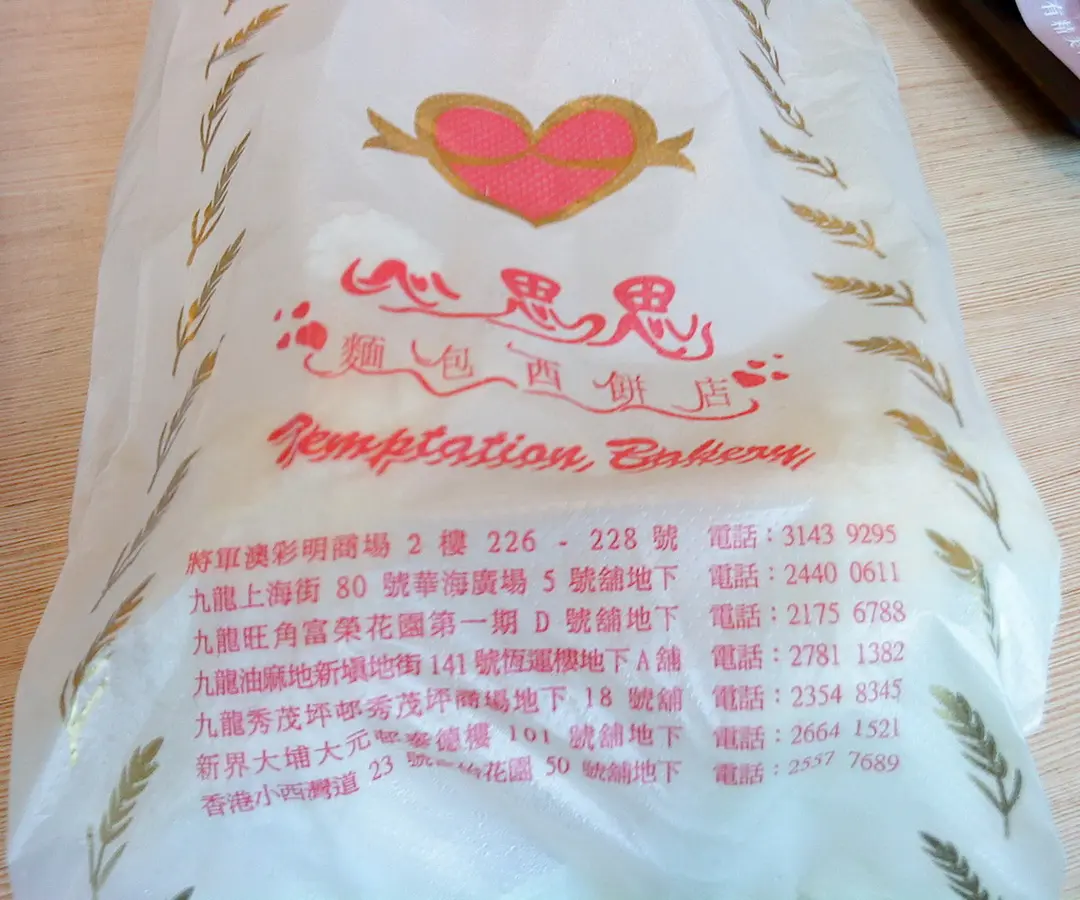 有精
心思思
麵包西餅店
Temptation Bakery
將軍澳彩明商場 2 樓 226 - 228 號 電話：3143 9295
九龍上海街 80 號華海廣場 5 號舖地下 電話：2440 0611
九龍旺角富榮花園第一期 D 號舖地下 電話：2175 6788
九龍油麻地新塡地街 141 號恆運樓地下 A 舖 電話：2781 1382
九龍秀茂坪邨秀茂坪商場地下 18 號舖 電話：2354 8345
新界大埔大元邨泰德樓 101 號舖地下 電話：2664 1521
香港小西灣道 23 號 花園 50 號舖地下 電話：2557 7689